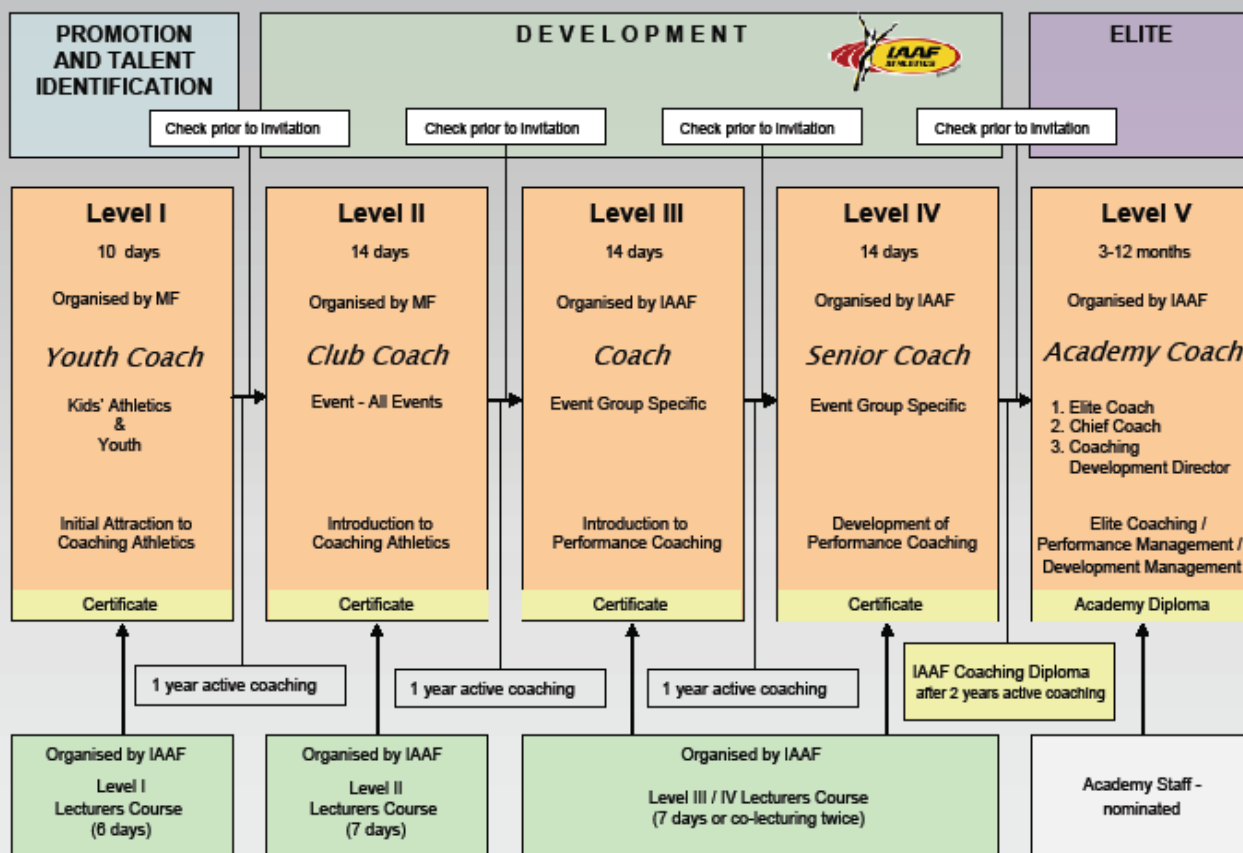 PROMOTION
AND TALENT
IDENTIFICATION
DEVELOPMENT
IAAF
ATHLETICS
ELITE
Check prior to invitation
Check prior to invitation
Check prior to invitation
Check prior to invitation
Level I
10 days
Organised by MF
Youth Coach
Kids' Athletics
&
Youth
Initial Attraction to
Coaching Athletics
Certificate
Level II
14 days
Organised by MF
Club Coach
Event - All Events
Introduction to
Coaching Athletics
Certificate
Level III
14 days
Organised by IAAF
Coach
Event Group Specific
Introduction to
Performance Coaching
Certificate
Level IV
14 days
Organised by IAAF
Senior Coach
Event Group Specific
Development of
Performance Coaching
Certificate
Level V
3-12 months
Organised by IAAF
Academy Coach
1. Elite Coach
2. Chief Coach
3. Coaching
Development Director
Elite Coaching /
Performance Management /
Development Management
Academy Diploma
1 year active coaching
1 year active coaching
1 year active coaching
IAAF Coaching Diploma
after 2 years active coaching
Organised by IAAF
Level I
Lecturers Course
(6 days)
Organised by IAAF
Level II
Lecturers Course
(7 days)
Organised by IAAF
Level III / IV Lecturers Course
(7 days or co-lecturing twice)
Academy Staff -
nominated